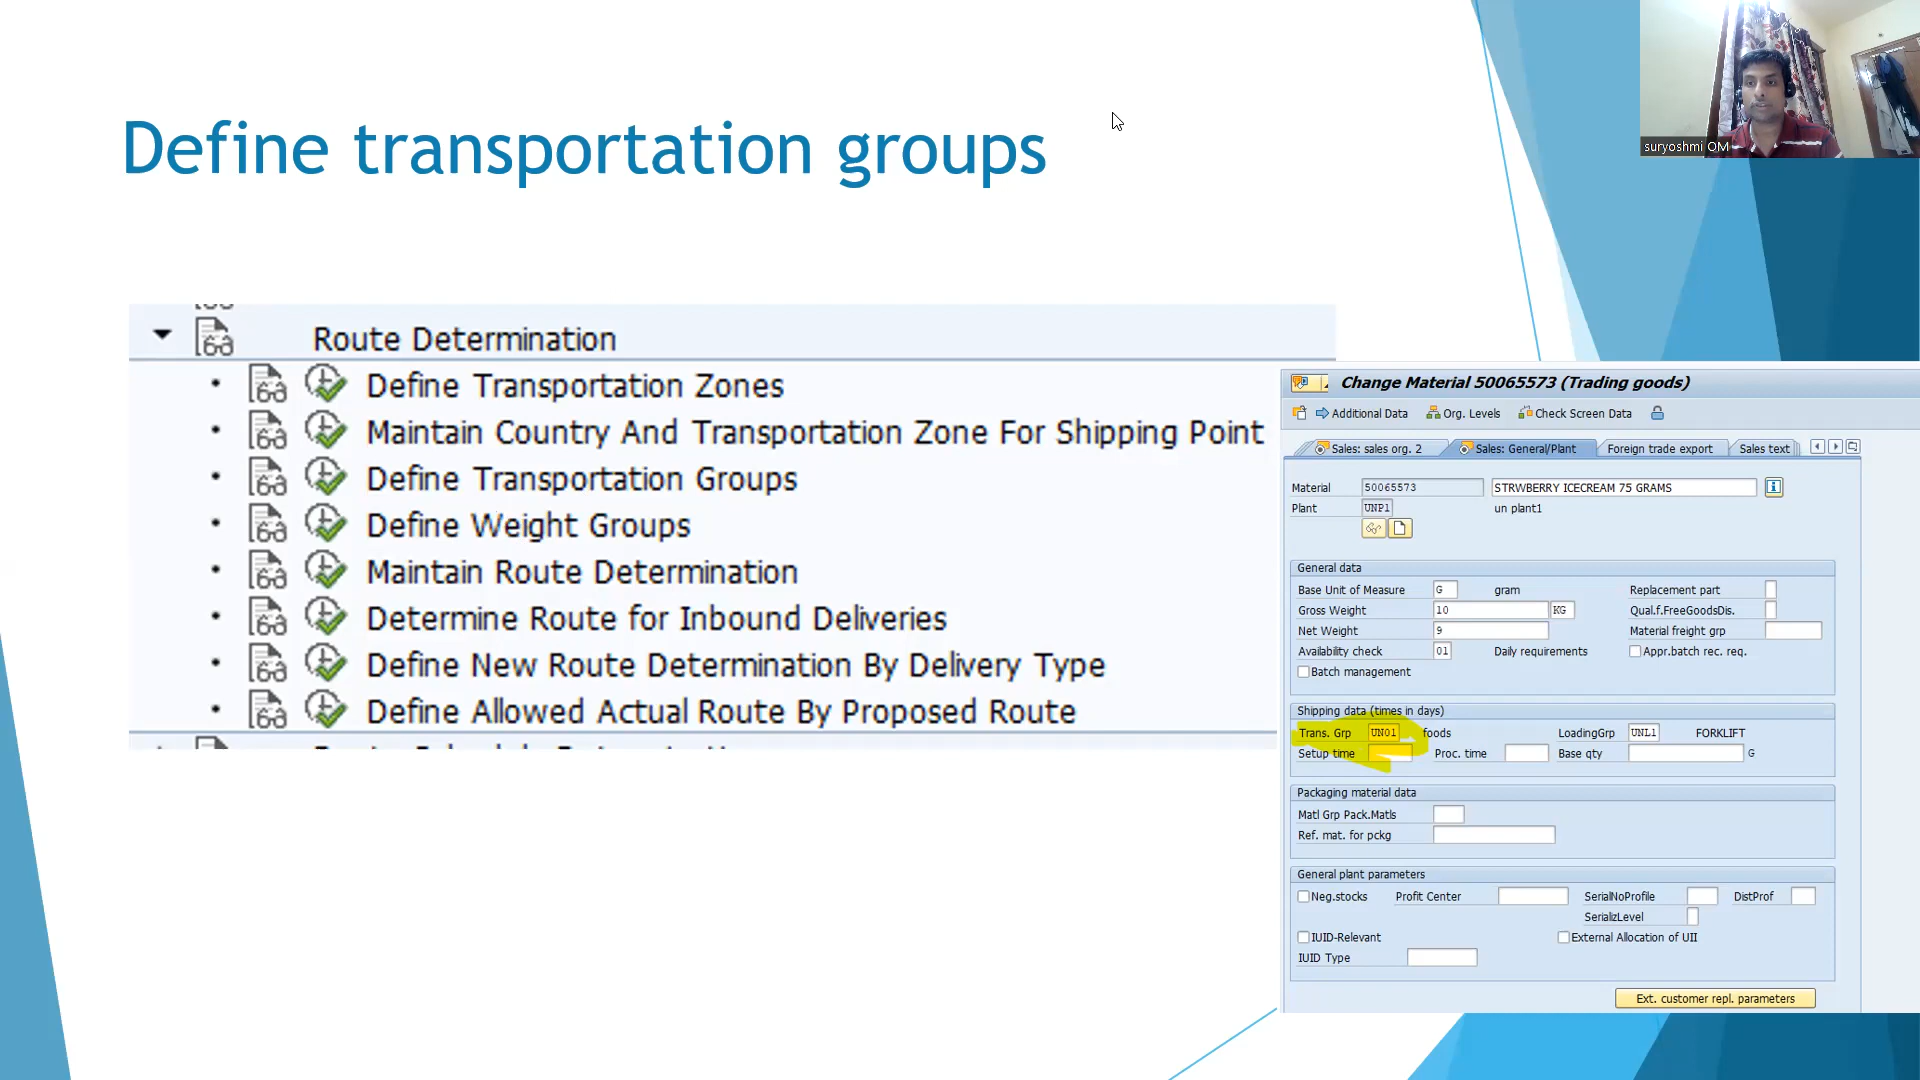 suryoshmi OM
Define transportation groups
Route Determination
Define Transportation Zones
Maintain Country And Transportation Zone For Shipping Point
Define Transportation Groups
Define Weight Groups
Maintain Route Determination
Determine Route for Inbound Deliveries
Define New Route Determination By Delivery Type
Define Allowed Actual Route By Proposed Route
Change Material 50065573 (Trading goods)
Additional Data Org. Levels Check Screen Data
Sales: sales org. 2 Sales: General/Plant Foreign trade export Sales text
Material 50065573 STRWBERRY ICECREAM 75 GRAMS
Plant UNP1 un plant1
General data
Base Unit of Measure G gram Replacement part
Gross Weight 10 KG Qual.f.FreeGoodsDis.
Net Weight 9 Material freight grp
Availability check 01 Daily requirements Appr.batch rec. req.
Batch management
Shipping data (times in days)
Trans. Grp UN01 foods LoadingGrp UNL1 FORKLIFT
Setup time Proc. time Base qty G
Packaging material data
Matl Grp Pack.Matls
Ref. mat. for pckg
General plant parameters
Neg.stocks Profit Center SerialNoProfile DistProf
SerializLevel
IUID-Relevant External Allocation of UII
IUID Type
Ext. customer repl. parameters